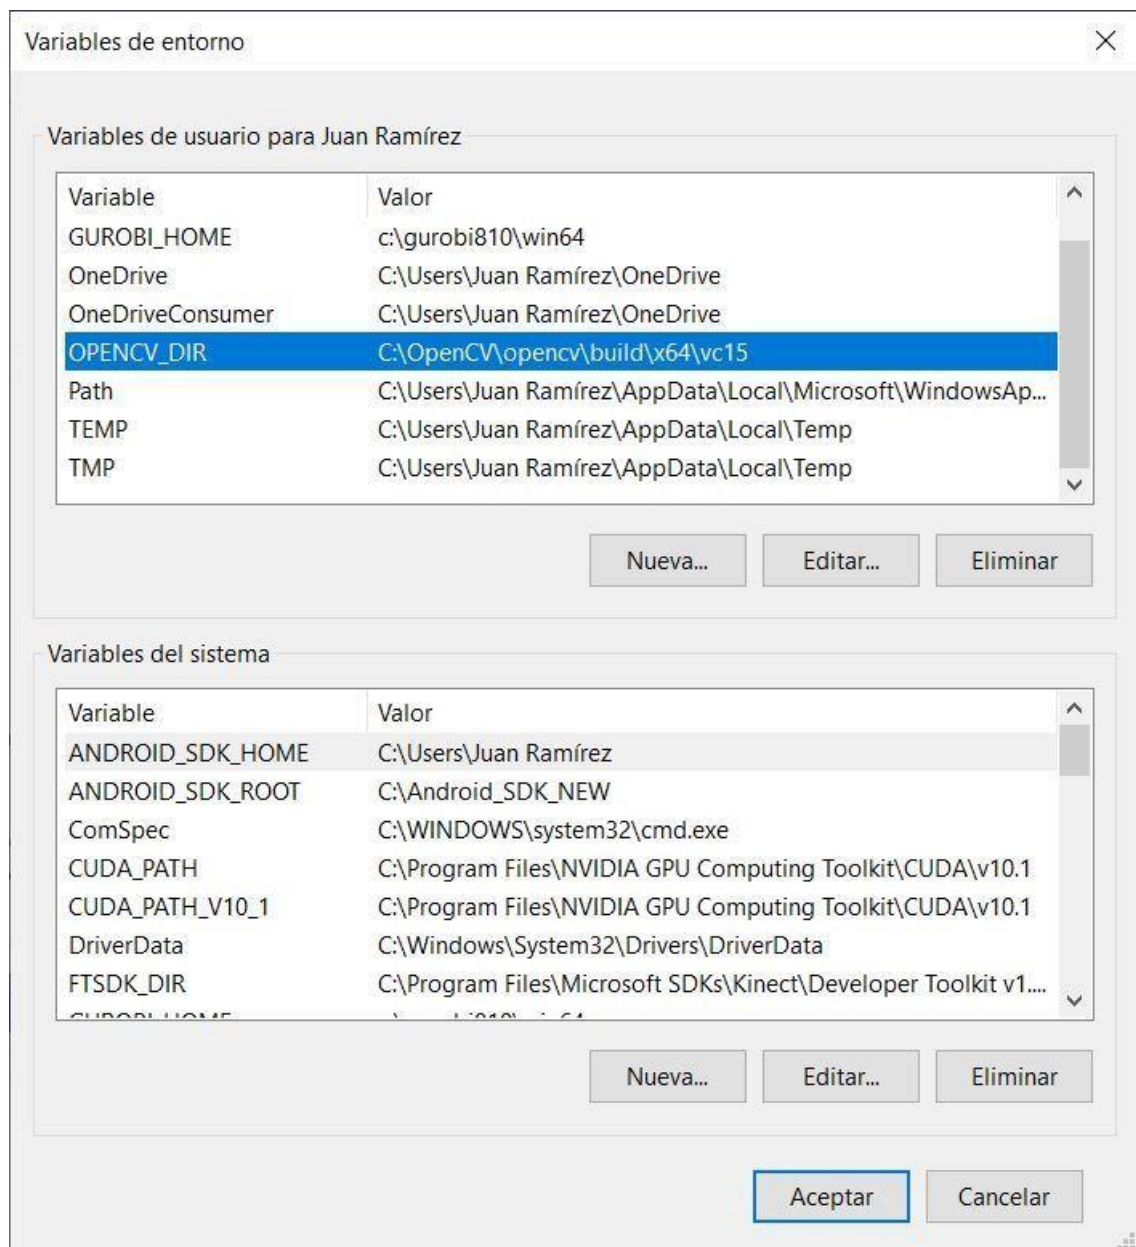 Variables de entorno
Variables de usuario para Juan Ramírez
Variable Valor
GUROBI_HOME c:\gurobi810\win64
OneDrive C:\Users\Juan Ramírez\OneDrive
OneDriveConsumer C:\Users\Juan Ramírez\OneDrive
OPENCV_DIR C:\OpenCV\opencv\build\x64\vc15
Path C:\Users\Juan Ramírez\AppData\Local\Microsoft\WindowsAp...
TEMP C:\Users\Juan Ramírez\AppData\Local\Temp
TMP C:\Users\Juan Ramírez\AppData\Local\Temp
Nueva... Editar... Eliminar
Variables del sistema
Variable Valor
ANDROID_SDK_HOME C:\Users\Juan Ramírez
ANDROID_SDK_ROOT C:\Android_SDK_NEW
ComSpec C:\WINDOWS\system32\cmd.exe
CUDA_PATH C:\Program Files\NVIDIA GPU Computing Toolkit\CUDA\v10.1
CUDA_PATH_V10_1 C:\Program Files\NVIDIA GPU Computing Toolkit\CUDA\v10.1
DriverData C:\Windows\System32\Drivers\DriverData
FTSDK_DIR C:\Program Files\Microsoft SDKs\Kinect\Developer Toolkit v1....
Nueva... Editar... Eliminar
Aceptar Cancelar